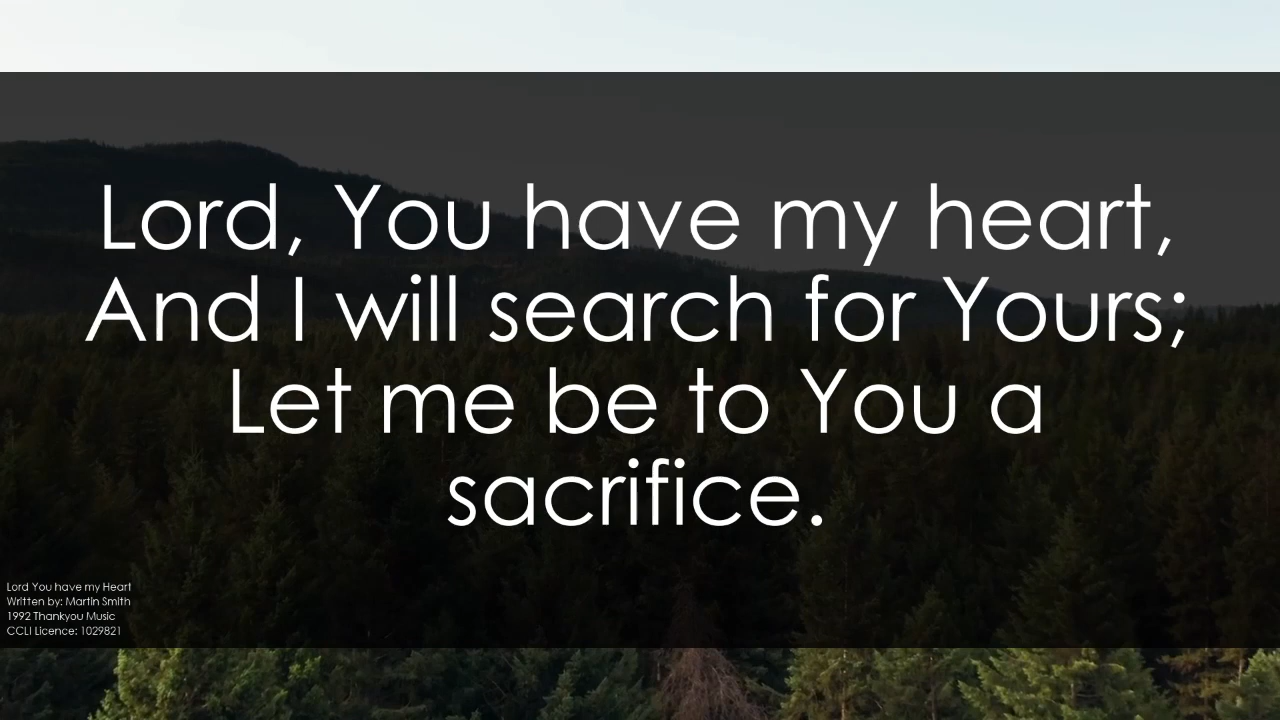 Lord, You have my heart,
And I will search for Yours;
Let me be to You a
sacrifice.
Lord You have my Heart
Written by: Martin Smith
1992 Thankyou Music
CCLI Licence: 1029821